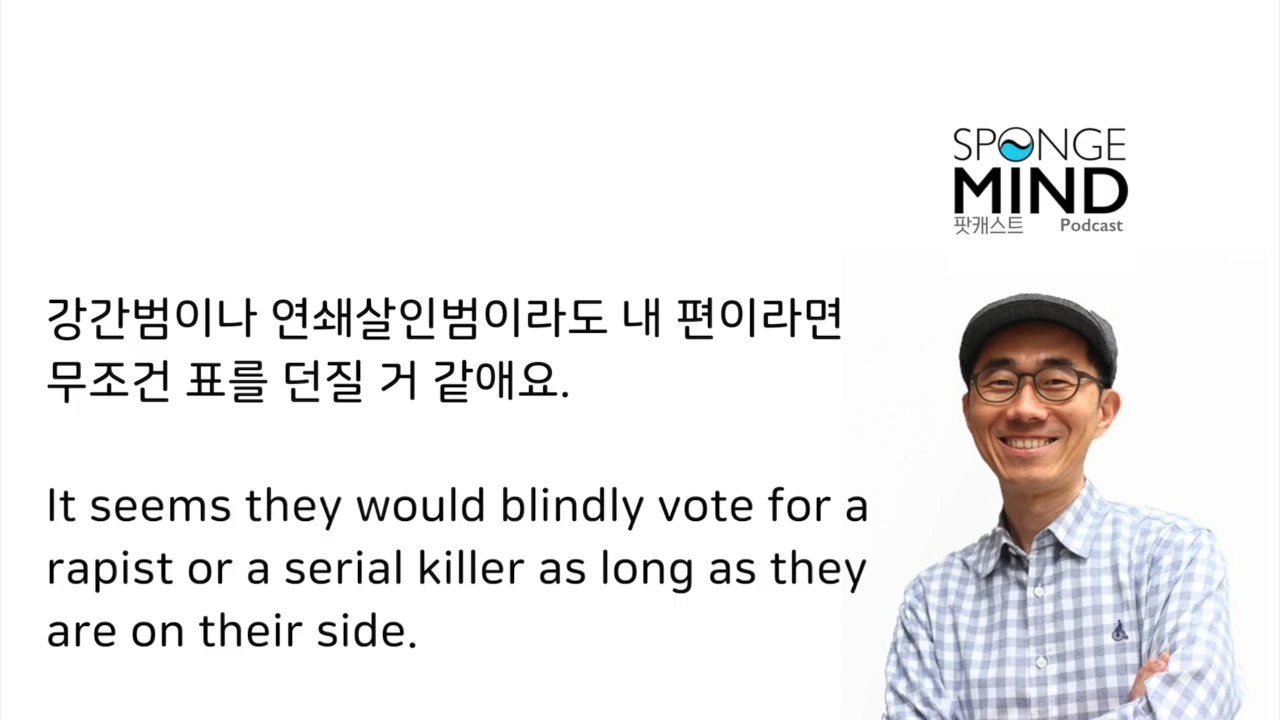 SPONGE
MIND
팟캐스트 Podcast
강간범이나 연쇄살인범이라도 내 편이라면
무조건 표를 던질 거 같애요.
It seems they would blindly vote for a
rapist or a serial killer as long as they
are on their side.